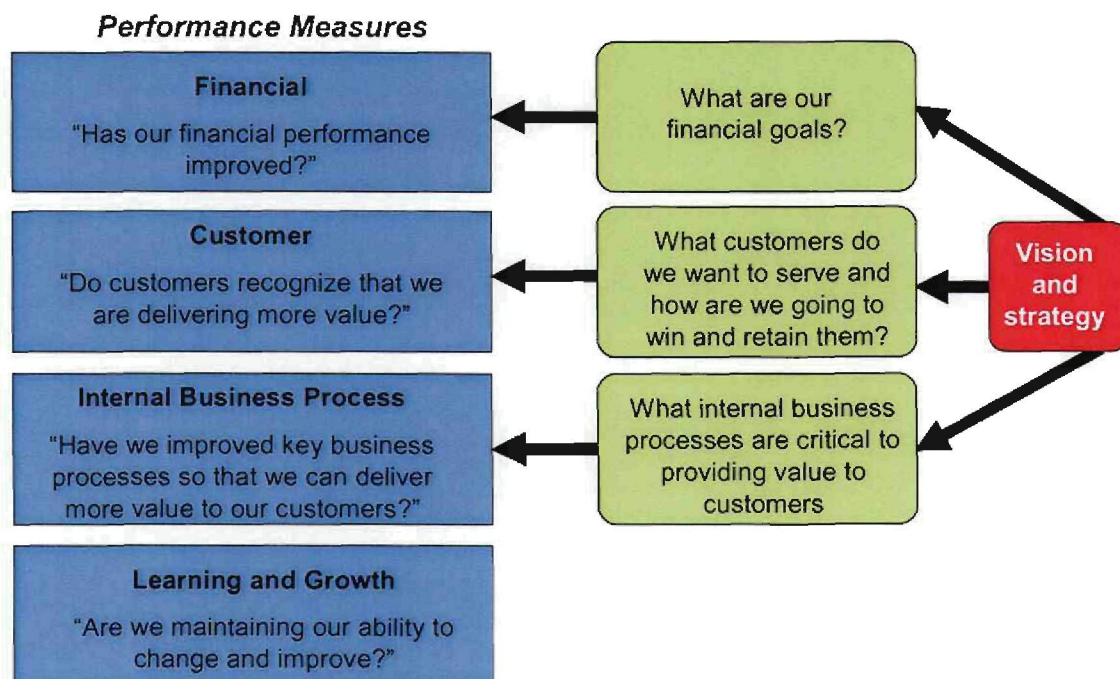 Performance Measures
Financial
“Has our financial performance
improved?”
What are our
financial goals?
Customer
“Do customers recognize that we
are delivering more value?”
What customers do
we want to serve and
how are we going to
win and retain them?
Vision
and
strategy
Internal Business Process
“Have we improved key business
processes so that we can deliver
more value to our customers?”
What internal business
processes are critical to
providing value to
customers
Learning and Growth
“Are we maintaining our ability to
change and improve?”